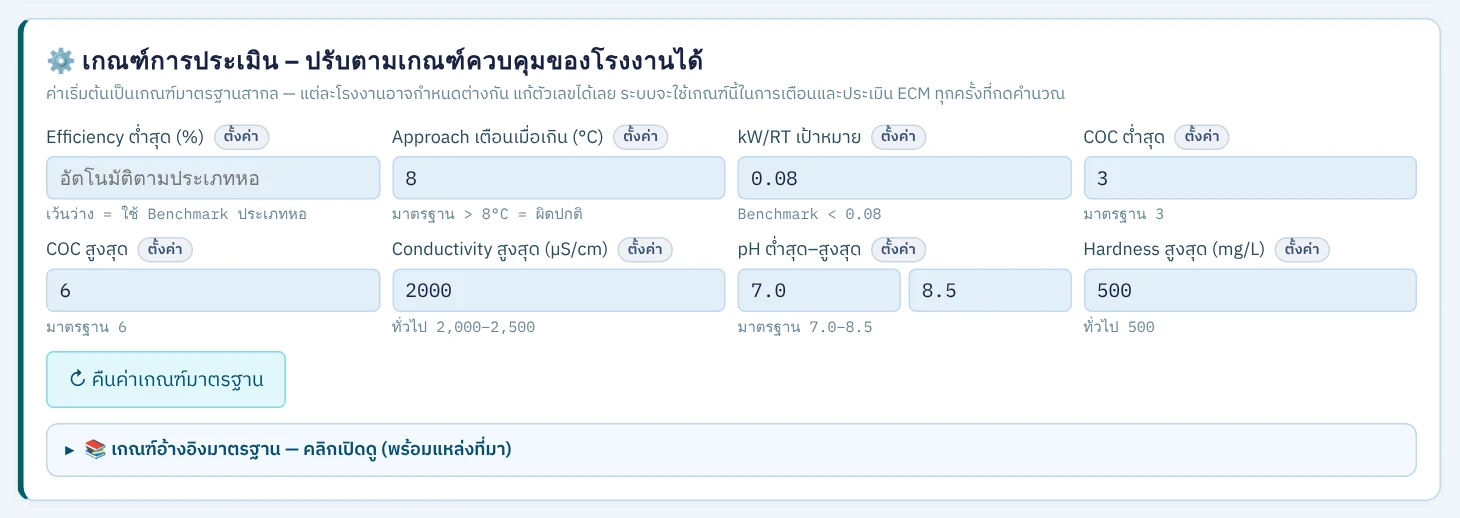 ⚙️ เกณฑ์การประเมิน – ปรับตามเกณฑ์ควบคุมของโรงงานได้
ค่าเริ่มต้นเป็นเกณฑ์มาตรฐานสากล — แต่ละโรงงานอาจกำหนดต่างกัน แก้ตัวเลขได้เลย ระบบจะใช้เกณฑ์นี้ในการเตือนและประเมิน ECM ทุกครั้งที่กดคำนวณ
Efficiency ต่ำสุด (%) ตั้งค่า
อัตโนมัติตามประเภทหอ
เว้นว่าง = ใช้ Benchmark ประเภทหอ
Approach เตือนเมื่อเกิน (°C) ตั้งค่า
8
มาตรฐาน > 8°C = ผิดปกติ
kW/RT เป้าหมาย ตั้งค่า
0.08
Benchmark < 0.08
COC ต่ำสุด ตั้งค่า
3
มาตรฐาน 3
COC สูงสุด ตั้งค่า
6
มาตรฐาน 6
Conductivity สูงสุด (µS/cm) ตั้งค่า
2000
ทั่วไป 2,000–2,500
pH ต่ำสุด–สูงสุด ตั้งค่า
7.0 8.5
มาตรฐาน 7.0–8.5
Hardness สูงสุด (mg/L) ตั้งค่า
500
ทั่วไป 500
↻ คืนค่าเกณฑ์มาตรฐาน
▸ 📚 เกณฑ์อ้างอิงมาตรฐาน — คลิกเปิดดู (พร้อมแหล่งที่มา)